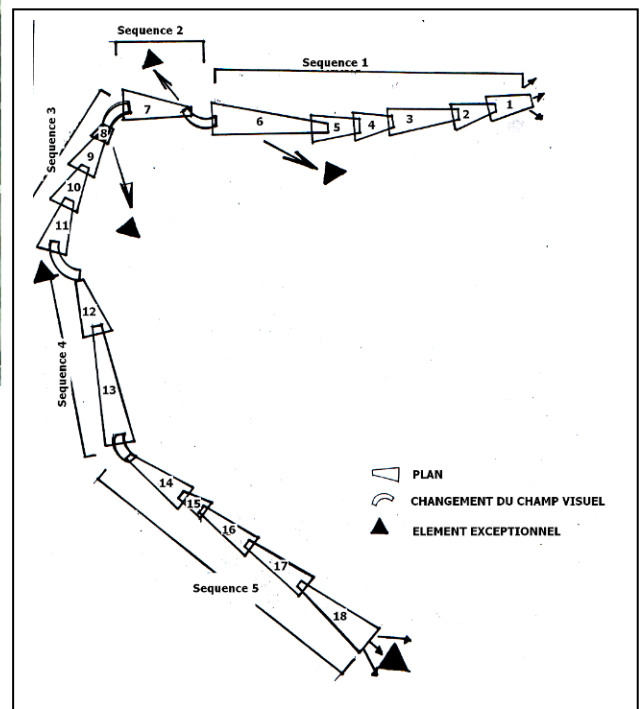 Sequence 2
Sequence 1
Sequence 3
7
6
5
4
3
2
1
8
9
10
11
12
Sequence 4
13
14
15
16
17
18
Sequence 5
PLAN
CHANGEMENT DU CHAMP VISUEL
ELEMENT EXCEPTIONNEL